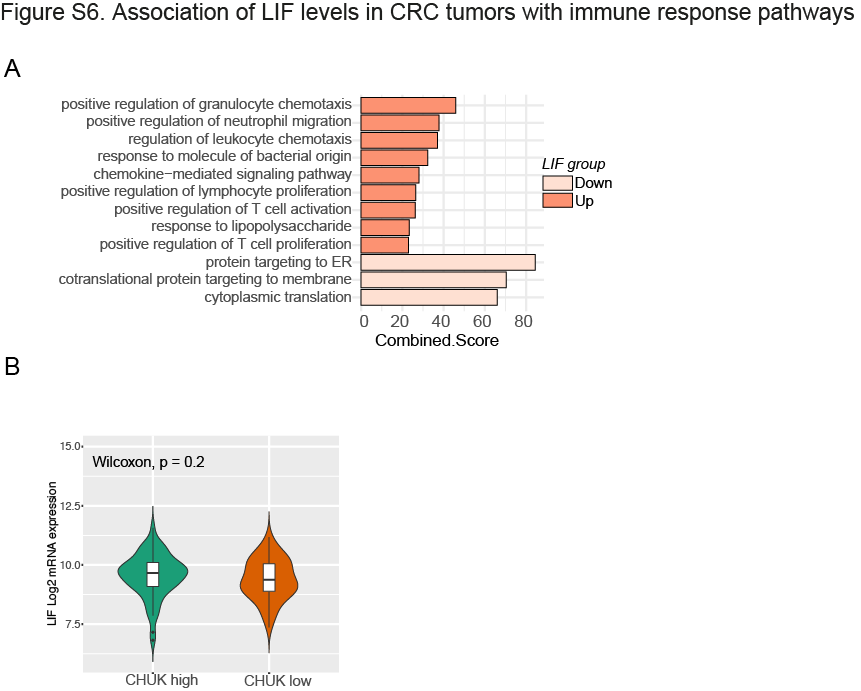 Figure S6. Association of LIF levels in CRC tumors with immune response pathways
A
positive regulation of granulocyte chemotaxis
positive regulation of neutrophil migration
regulation of leukocyte chemotaxis
response to molecule of bacterial origin
chemokine-mediated signaling pathway
positive regulation of lymphocyte proliferation
positive regulation of T cell activation
response to lipopolysaccharide
positive regulation of T cell proliferation
protein targeting to ER
cotranslational protein targeting to membrane
cytoplasmic translation
0 20 40 60 80
Combined.Score
LIF group
Down
Up
B
15.0
12.5
10.0
7.5
LIF Log2 mRNA expression
Wilcoxon, p = 0.2
CHUK high CHUK low